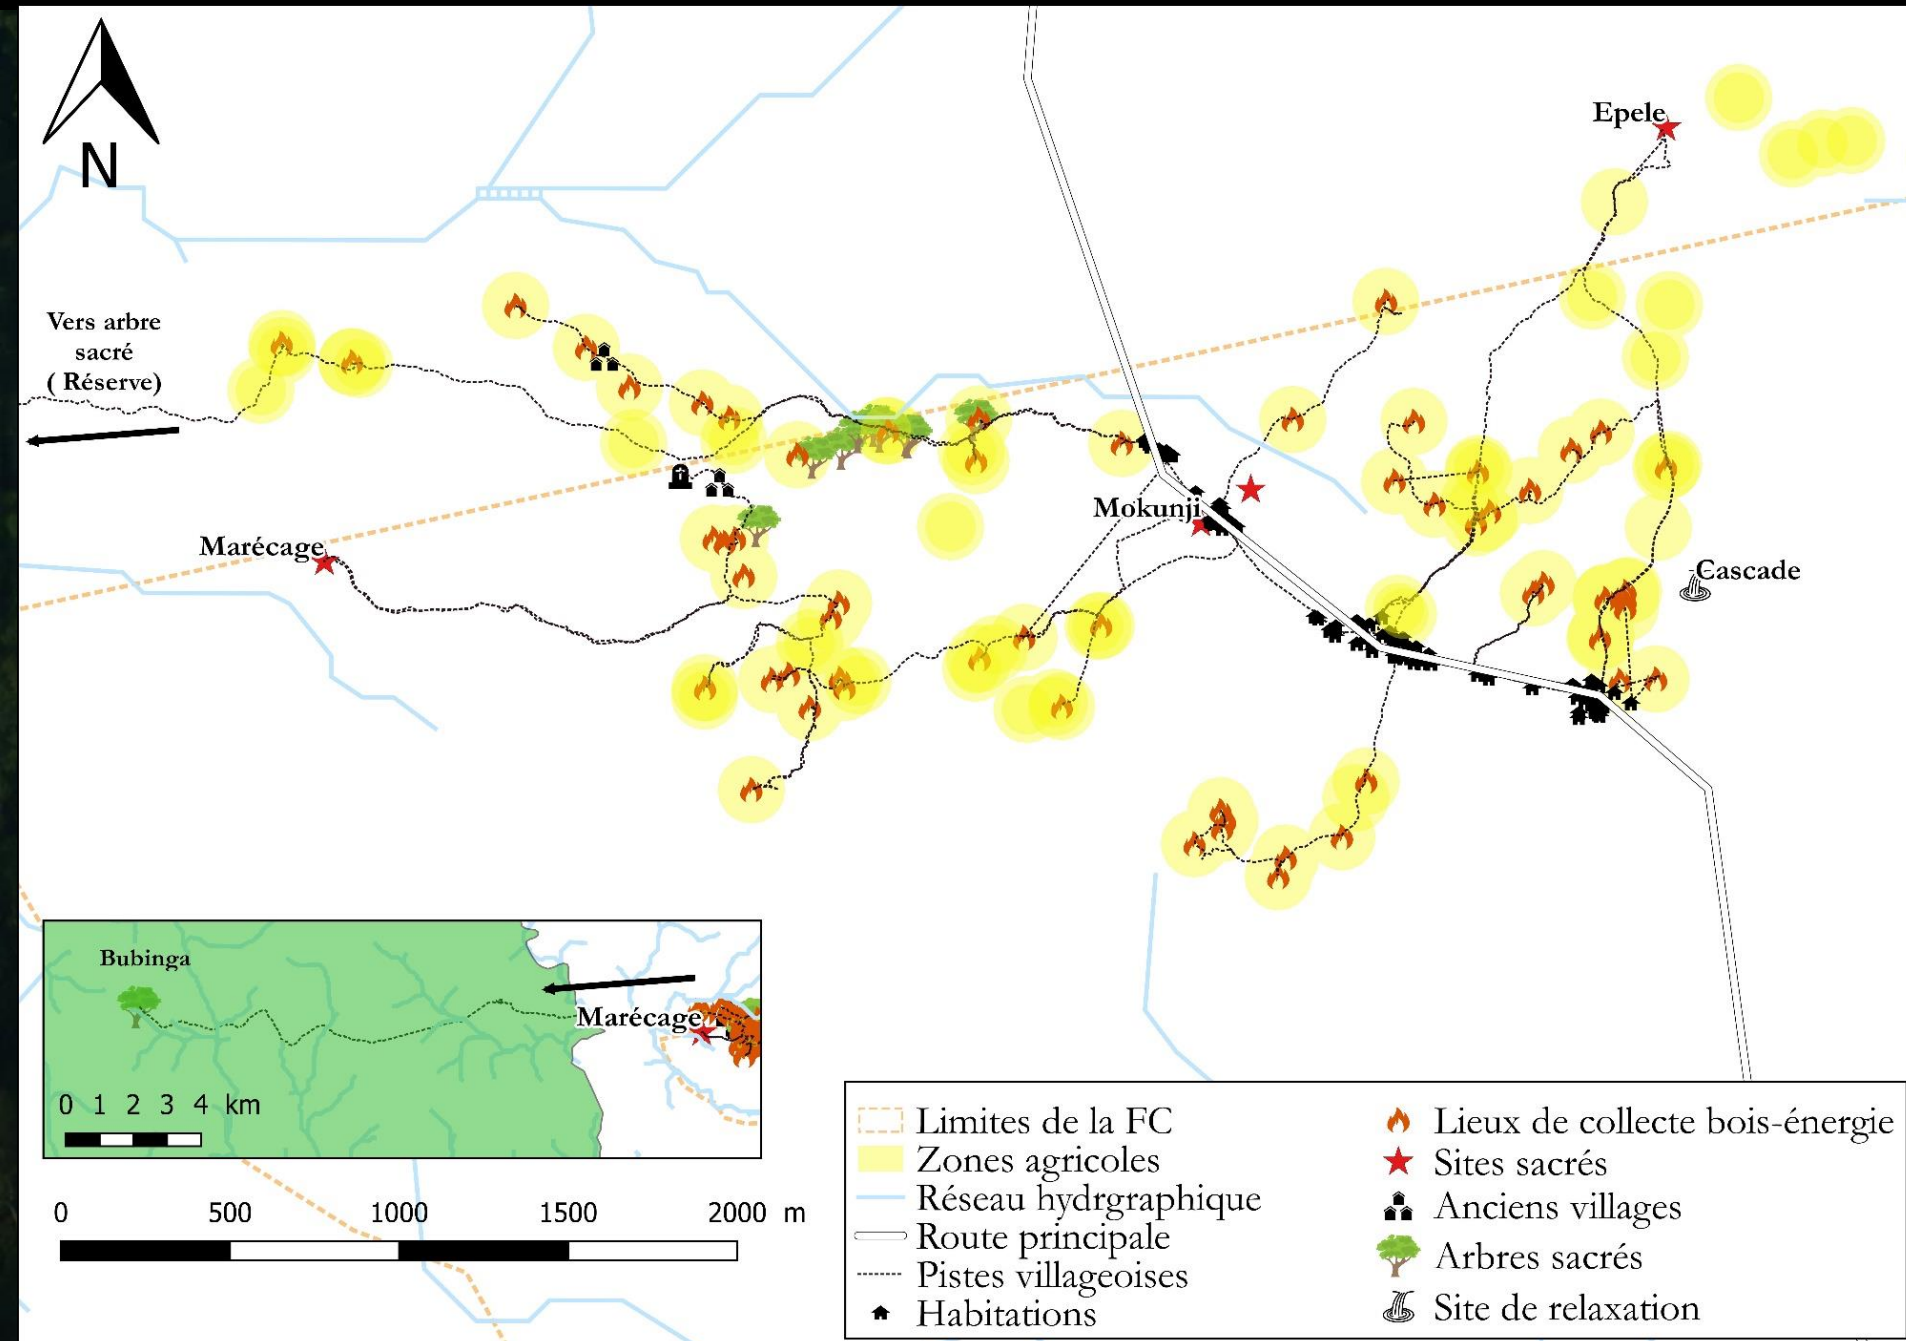 N
Epele
Vers arbre
sacré
( Réserve)
Mokunji
Marécage
Cascade
Bubinga
Marécage
0 1 2 3 4 km
0 500 1000 1500 2000 m
Limites de la FC
Zones agricoles
Réseau hydrgraphique
Route principale
Pistes villageoises
Habitations
Lieux de collecte bois-énergie
Sites sacrés
Anciens villages
Arbres sacrés
Site de relaxation